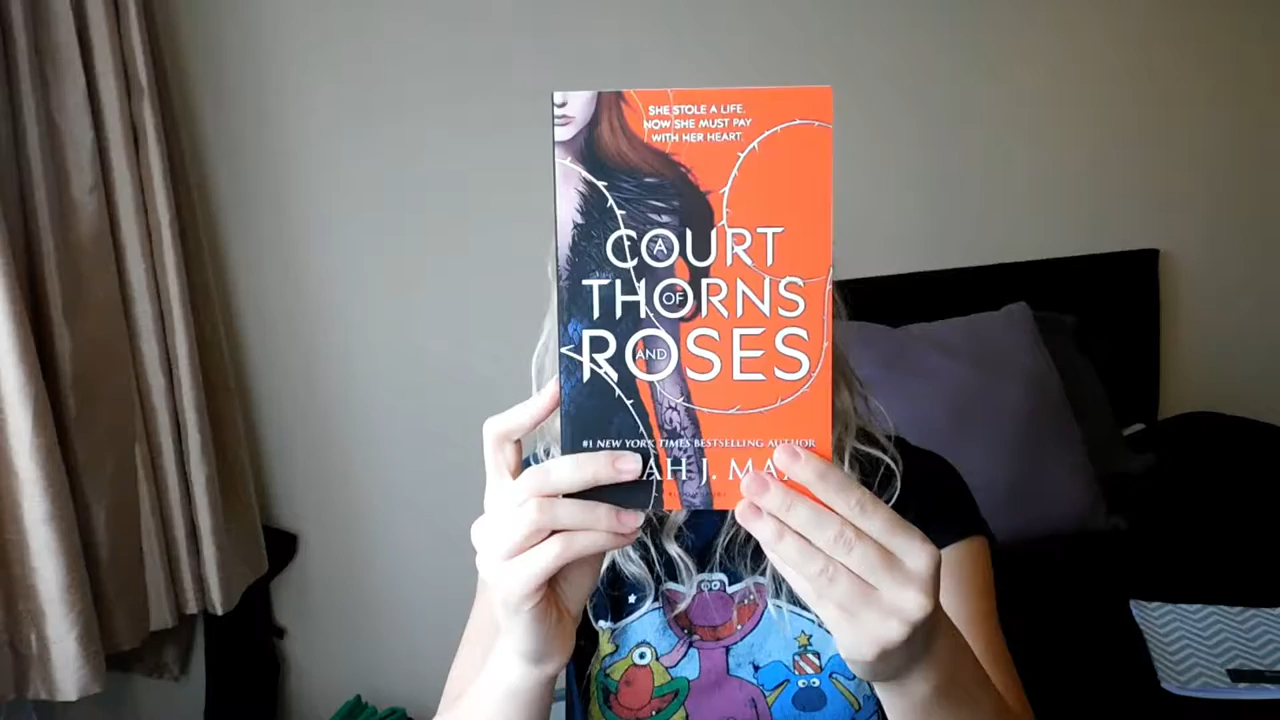 SHE STOLE A LIFE.
NOW SHE MUST PAY
WITH HER HEART.
A COURT
THORNS OF
ROSES AND
#1 NEW YORK TIMES BESTSELLING AUTHOR
J.